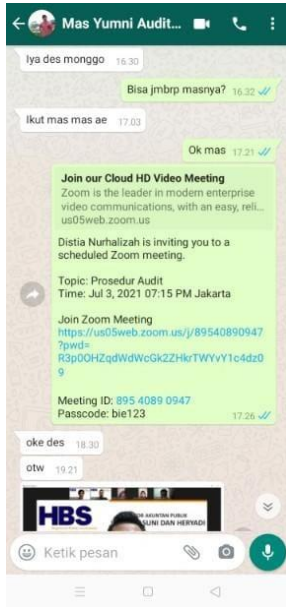 Mas Yumni Audit...
Iya des monggo 16.30
Bisa jmbrp masnya? 16.32
Ikut mas mas ae 17.03
Ok mas 17.21
Join our Cloud HD Video Meeting
Zoom is the leader in modern enterprise
video communications, with an easy, reli...
us05web.zoom.us
Distia Nurhalizah is inviting you to a
scheduled Zoom meeting.
Topic: Prosedur Audit
Time: Jul 3, 2021 07:15 PM Jakarta
Join Zoom Meeting
https://us05web.zoom.us/j/89540890947
?pwd=
R3p0OHZqdWdWcGk2ZHkrTWYvY1c4dz0
9
Meeting ID: 895 4089 0947
Passcode: bie123
17.26
oke des 18.30
otw 19.21
HBS
AKUNTAN PUBLIK
SUNI DAN HERYADI
Ketik pesan